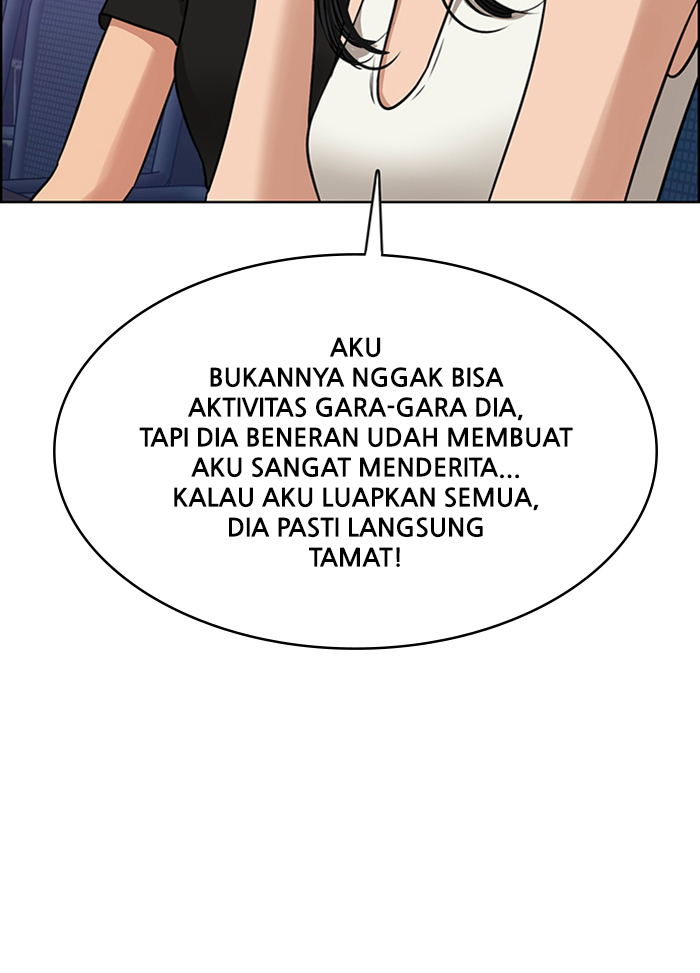 AKU
BUKANNYA NGGAK BISA
AKTIVITAS GARA-GARA DIA,
TAPI DIA BENERAN UDAH MEMBUAT
AKU SANGAT MENDERITA...
KALAU AKU LUAPKAN SEMUA,
DIA PASTI LANGSUNG
TAMAT!